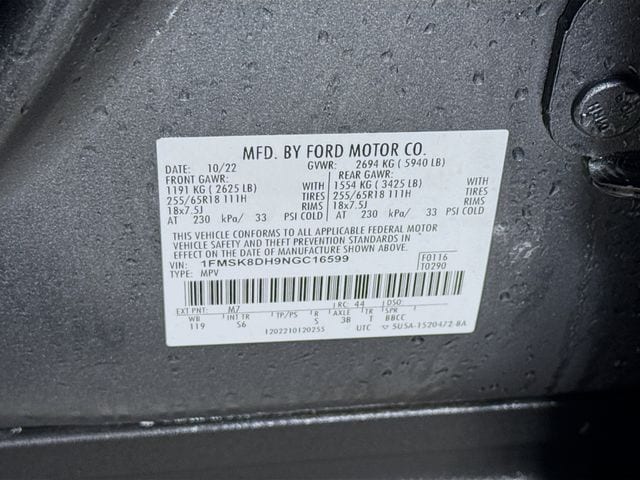 MFD. BY FORD MOTOR CO.
DATE: 10/22 GVWR: 2694 KG ( 5940 LB)
FRONT GAWR: REAR GAWR:
1191 KG ( 2625 LB) 1554 KG ( 3425 LB)
255/65R18 111H TIRES 255/65R18 111H TIRES
18x7.5J RIMS 18x7.5J RIMS
AT 230 kPa/ 33 PSI COLD AT 230 kPa/ 33 PSI COLD
THIS VEHICLE CONFORMS TO ALL APPLICABLE FEDERAL MOTOR
VEHICLE SAFETY AND BUMPER STANDARDS IN EFFECT ON THE
DATE OF MANUFACTURE SHOWN ABOVE.
VIN: 1FMSK8DH9NGC16599 F0116
TYPE: MPV T0290
EXT PNT: M7 RC: 44 DSO:
WB INT TR TP/PS R AXLE TR SPR
119 S6 S 3B T BBCC
1202210120255 UTC 5U5A-1520472-BA